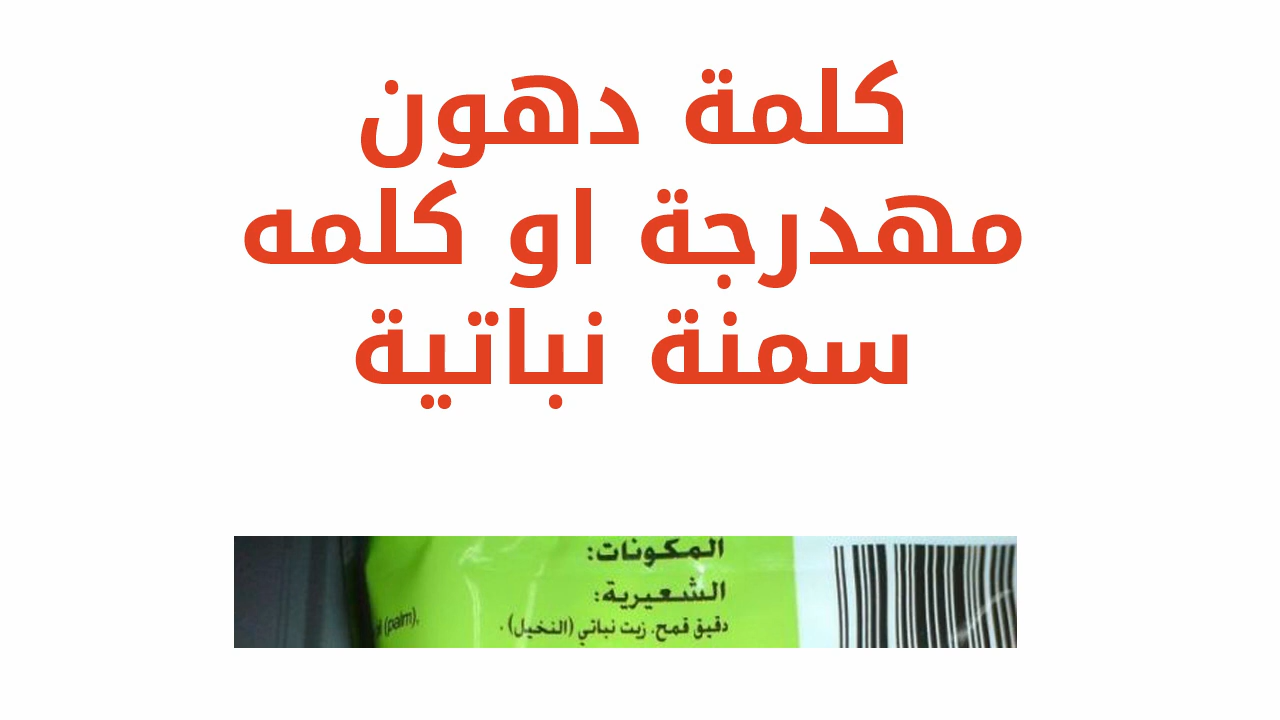 كلمة دهون
مهدرجة او كلمه
سمنة نباتية
المكونات:
الشعيرية:
دقيق قمح. زيت نباتي (النخيل)
(palm),